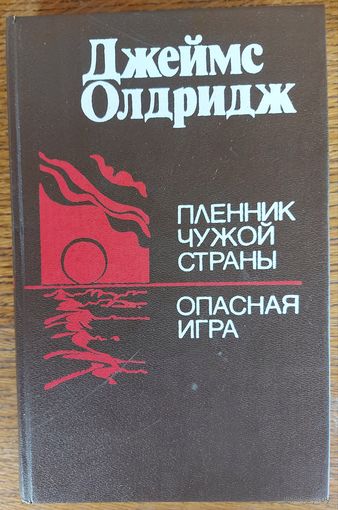 Джеймс
Олдридж
ПЛЕННИК
ЧУЖОЙ
СТРАНЫ
ОПАСНАЯ
ИГРА